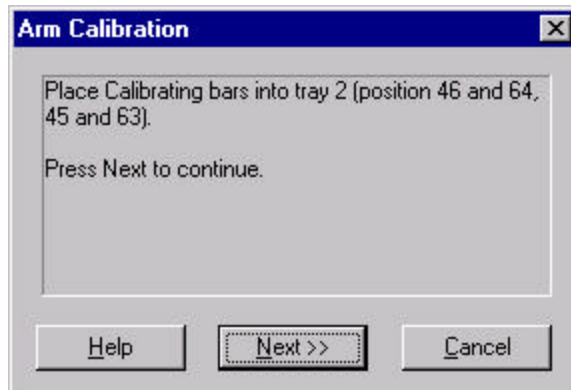 Arm Calibration
Place Calibrating bars into tray 2 (position 46 and 64,
45 and 63).
Press Next to continue.
Help
Next >>
Cancel